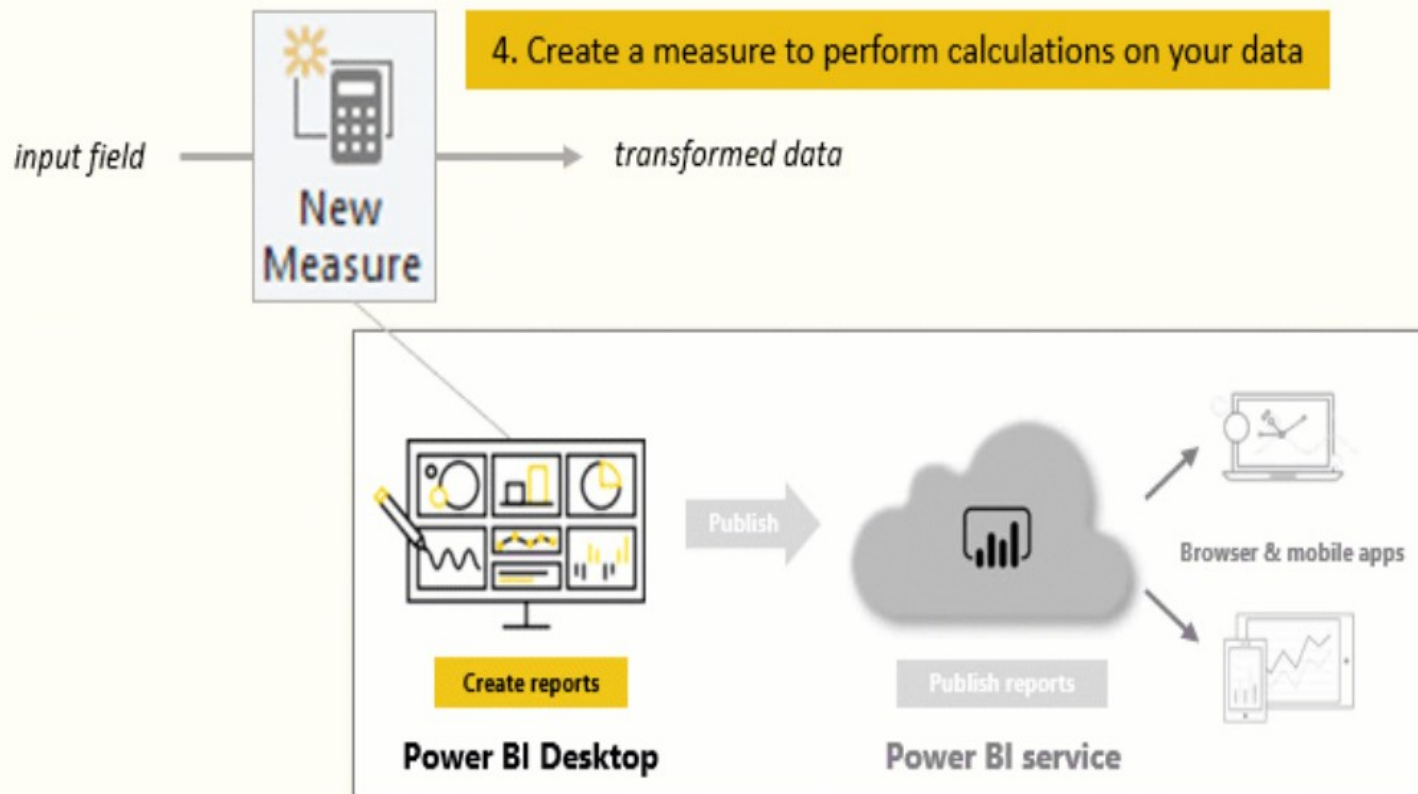 4. Create a measure to perform calculations on your data
input field
transformed data
New
Measure
Publish
Browser & mobile apps
Create reports
Publish reports
Power BI Desktop
Power BI service